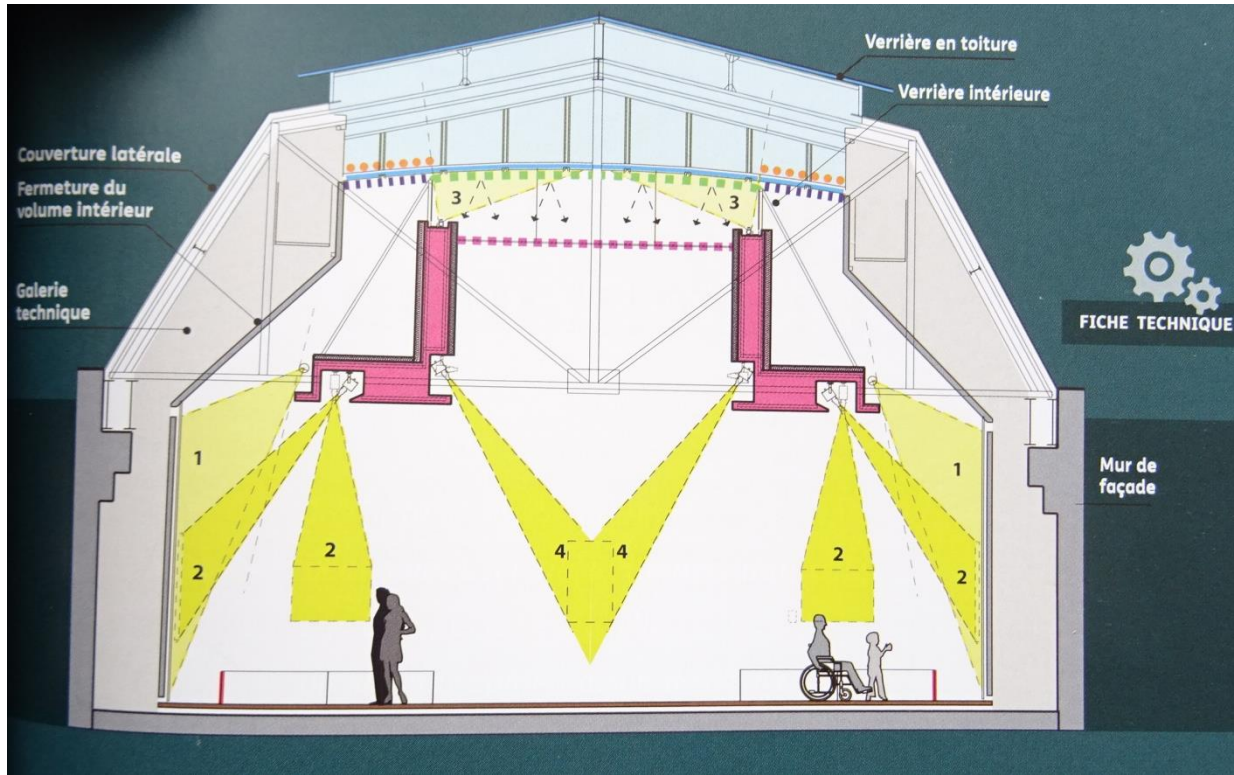 Verrière en toiture
Verrière intérieure
Couverture latérale
Fermeture du
volume intérieur
Galerie
technique
FICHE TECHNIQUE
Mur de
façade
3
3
1
1
2
2
2
2
4
4